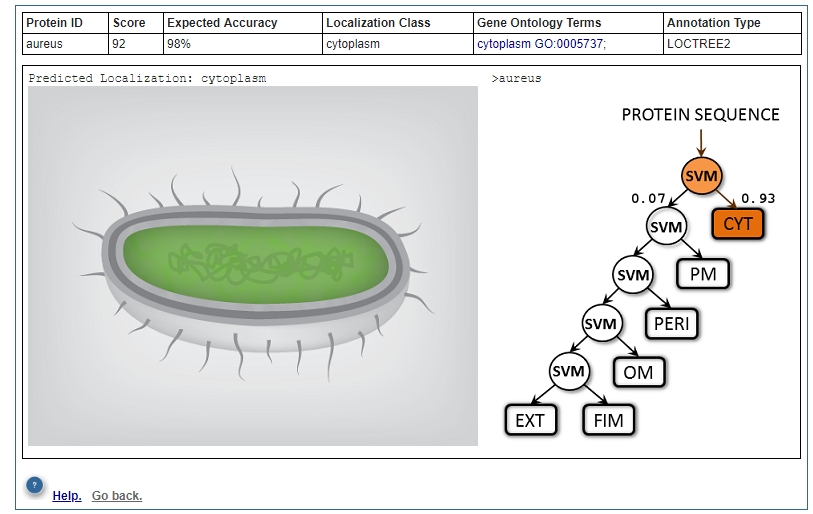 Protein ID Score Expected Accuracy Localization Class Gene Ontology Terms Annotation Type
aureus 92 98% cytoplasm cytoplasm GO:0005737; LOCTREE2
Predicted Localization: cytoplasm
>aureus
PROTEIN SEQUENCE
SVM
0.07 0.93
SVM CYT
SVM PM
SVM PERI
SVM OM
EXT FIM
?
Help. Go back.